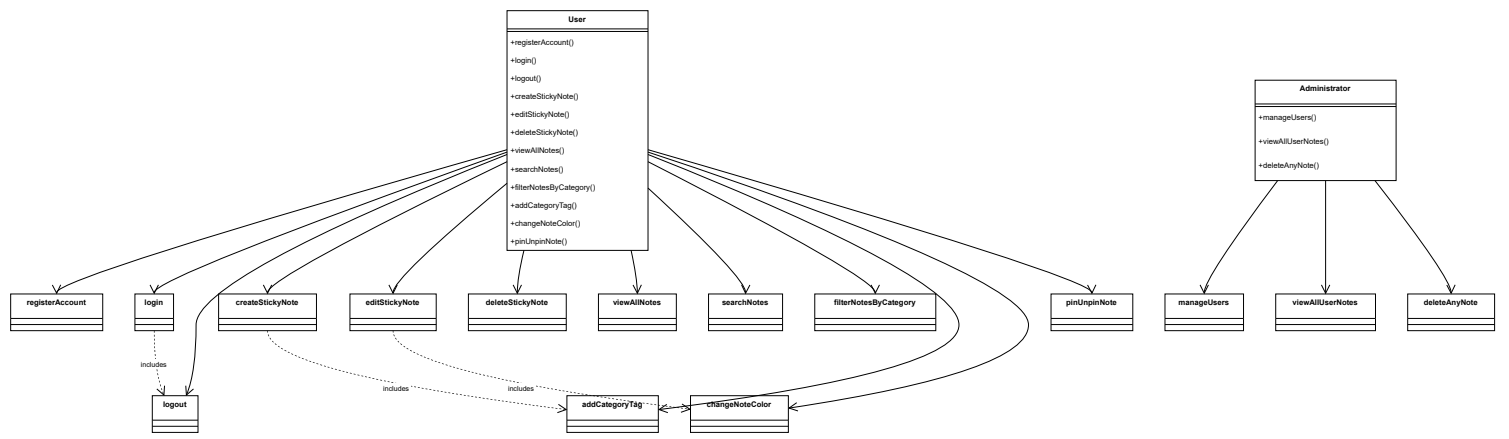 User
+registerAccount()
+login()
+logout()
+createStickyNote()
+editStickyNote()
+deleteStickyNote()
+viewAllNotes()
+searchNotes()
+filterNotesByCategory()
+addCategoryTag()
+changeNoteColor()
+pinUnpinNote()
Administrator
+manageUsers()
+viewAllUserNotes()
+deleteAnyNote()
registerAccount
login
createStickyNote
editStickyNote
deleteStickyNote
viewAllNotes
searchNotes
filterNotesByCategory
pinUnpinNote
manageUsers
viewAllUserNotes
deleteAnyNote
includes
includes
includes
logout
addCategoryTag
changeNoteColor